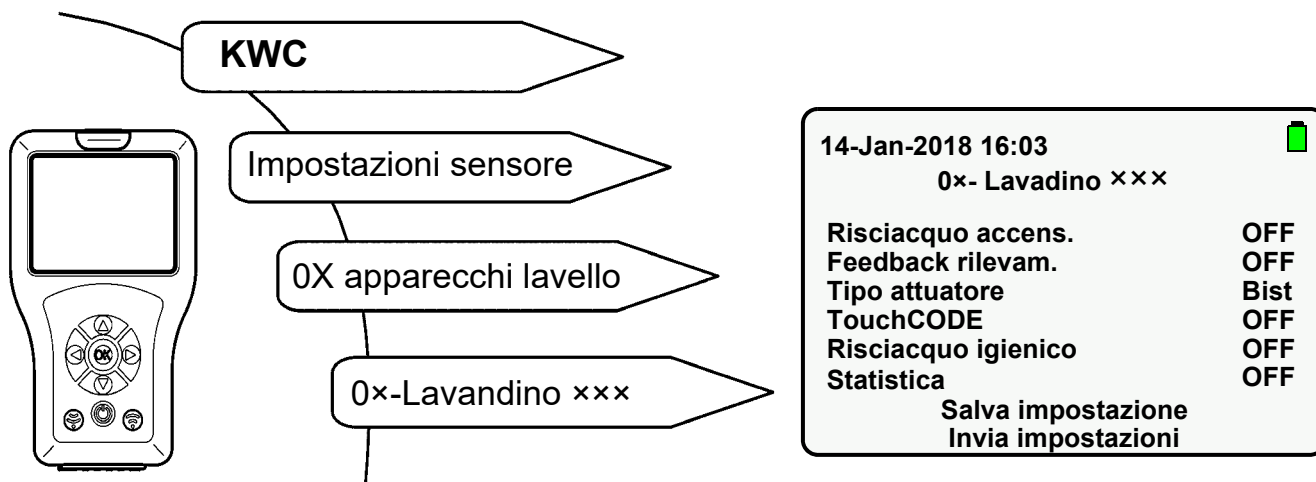 KWC
Impostazioni sensore
0X apparecchi lavello
0×-Lavandino ×××
OK
14-Jan-2018 16:03
0×- Lavadino ×××
Risciacquo accens. OFF
Feedback rilevam. OFF
Tipo attuatore Bist
TouchCODE OFF
Risciacquo igienico OFF
Statistica OFF
Salva impostazione
Invia impostazioni